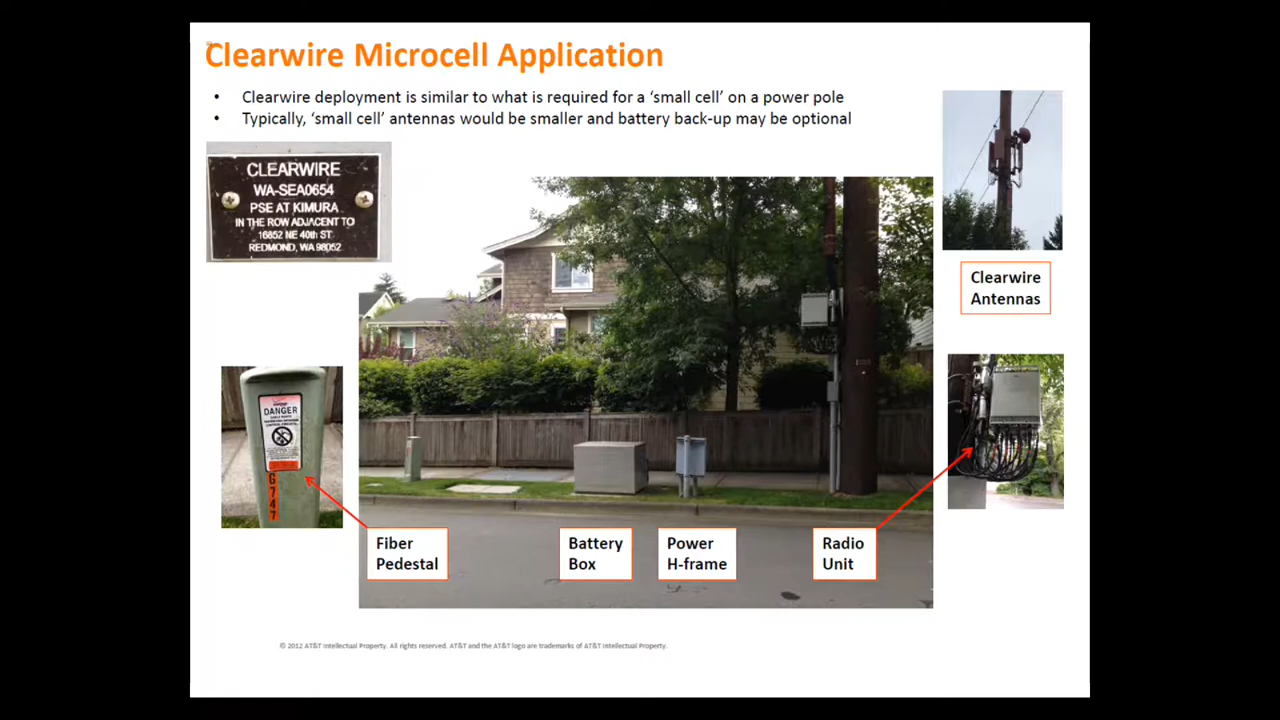 Clearwire Microcell Application
• Clearwire deployment is similar to what is required for a ‘small cell’ on a power pole
• Typically, ‘small cell’ antennas would be smaller and battery back-up may be optional
CLEARWIRE
WA-SEA0654
PSE AT KIMURA
IN THE ROW ADJACENT TO
16852 NE 40th ST
REDMOND, WA 98052
Clearwire
Antennas
DANGER
G747
Fiber
Pedestal
Battery
Box
Power
H-frame
Radio
Unit
© 2012 AT&T Intellectual Property. All rights reserved. AT&T and the AT&T logo are trademarks of AT&T Intellectual Property.